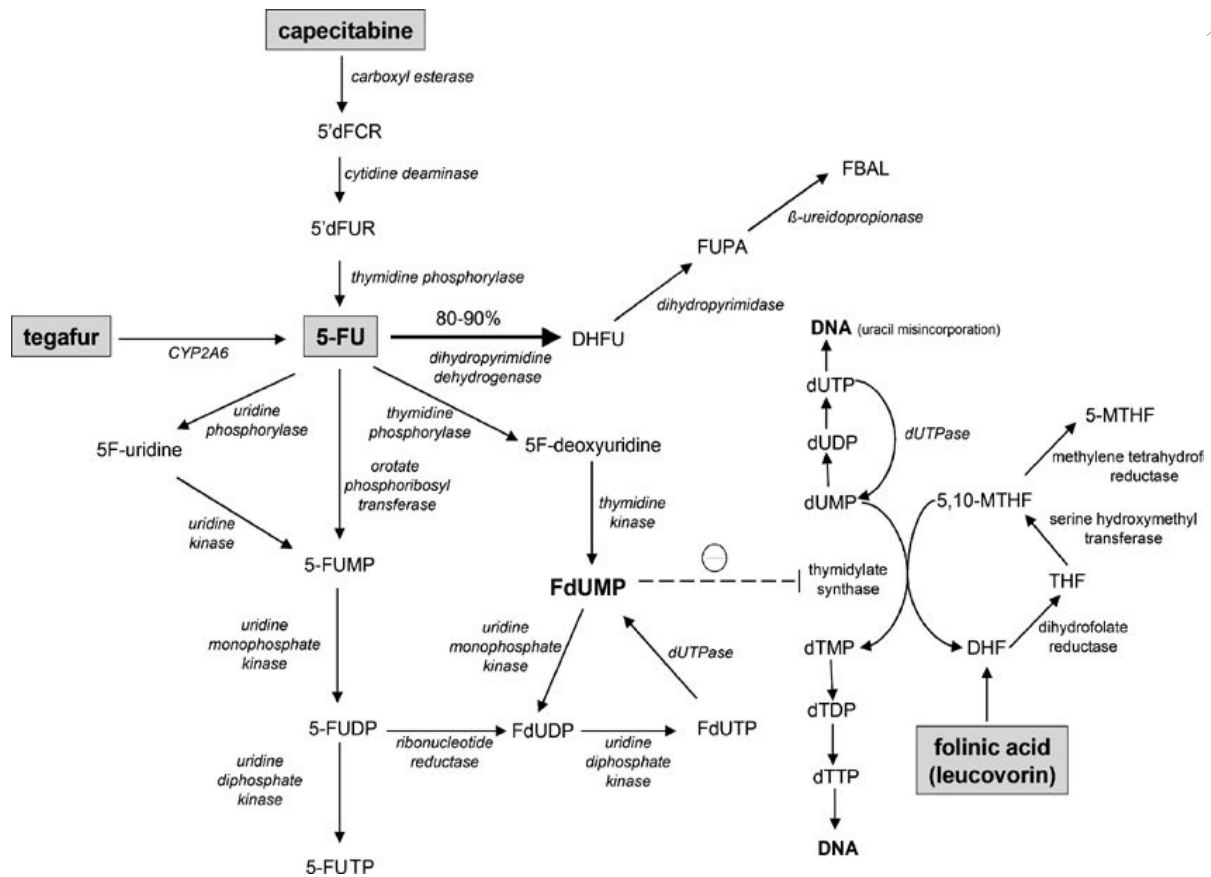 capecitabine
carboxyl esterase
5'dFCR
cytidine deaminase
5'dFUR
thymidine phosphorylase
FBAL
ß-ureidopropionase
FUPA
dihydropyrimidase
tegafur
CYP2A6
5-FU
80-90%
dihydropyrimidine
dehydrogenase
DHFU
uridine
phosphorylase
5F-uridine
uridine
kinase
orotate
phosphoribosyl
transferase
thymidine
phosphorylase
5F-deoxyuridine
thymidine
kinase
5-FUMP
FdUMP
uridine
monophosphate
kinase
uridine
monophosphate
kinase
dUTPase
5-FUDP
ribonucleotide
reductase
FdUDP
uridine
diphosphate
kinase
FdUTP
uridine
diphosphate
kinase
5-FUTP
DNA (uracil misincorporation)
dUTP
dUDP
dUTPase
dUMP
thymidylate
synthase
dTMP
dTDP
dTTP
DNA
5-MTHF
methylene tetrahydrof
reductase
5,10-MTHF
serine hydroxymethyl
transferase
THF
dihydrofolate
reductase
DHF
folinic acid
(leucovorin)